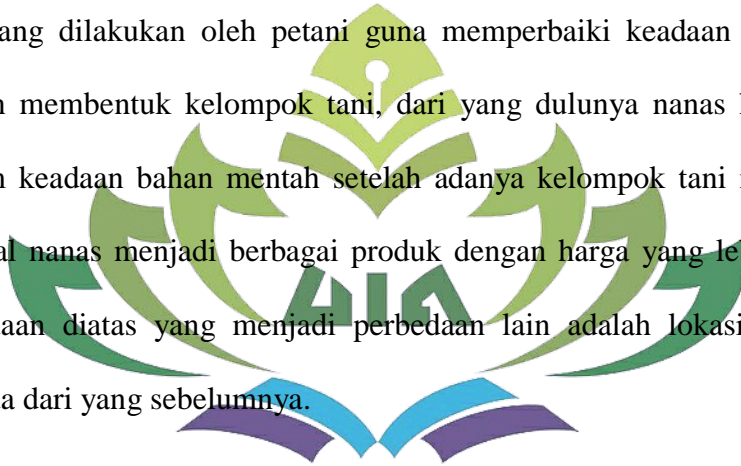 ang dilakukan oleh petani guna memperbaiki keadaan
membentuk kelompok tani, dari yang dulunya nanas
keadaan bahan mentah setelah adanya kelompok tani
al nanas menjadi berbagai produk dengan harga yang le
UIN
aan diatas yang menjadi perbedaan lain adalah lokasi
a dari yang sebelumnya.